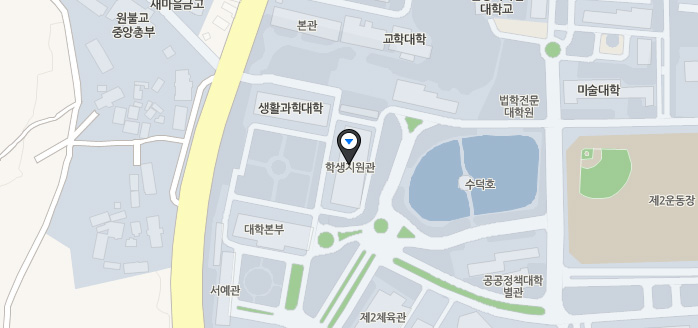 새마을금고
원불교
중앙총부
본관
교학대학
대학교
생활과학대학
법학전문
대학원
미술대학
학생지원관
수덕호
제2운동장
대학본부
서예관
공공정책대학
별관
제2체육관